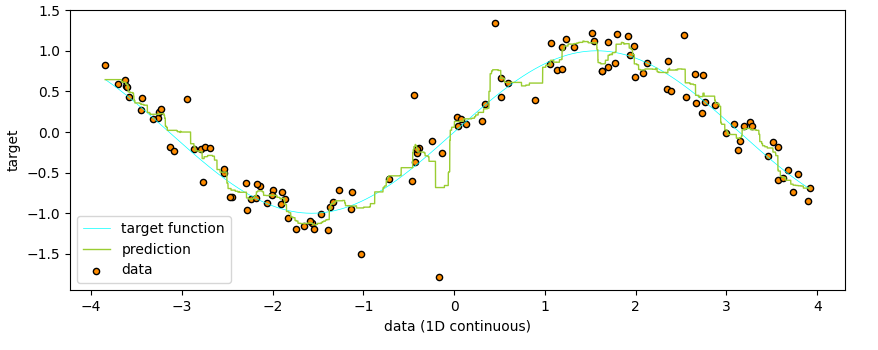 1.5
1.0
0.5
0.0
−0.5
−1.0
−1.5
target
target function
prediction
data
−4 −3 −2 −1 0 1 2 3 4
data (1D continuous)